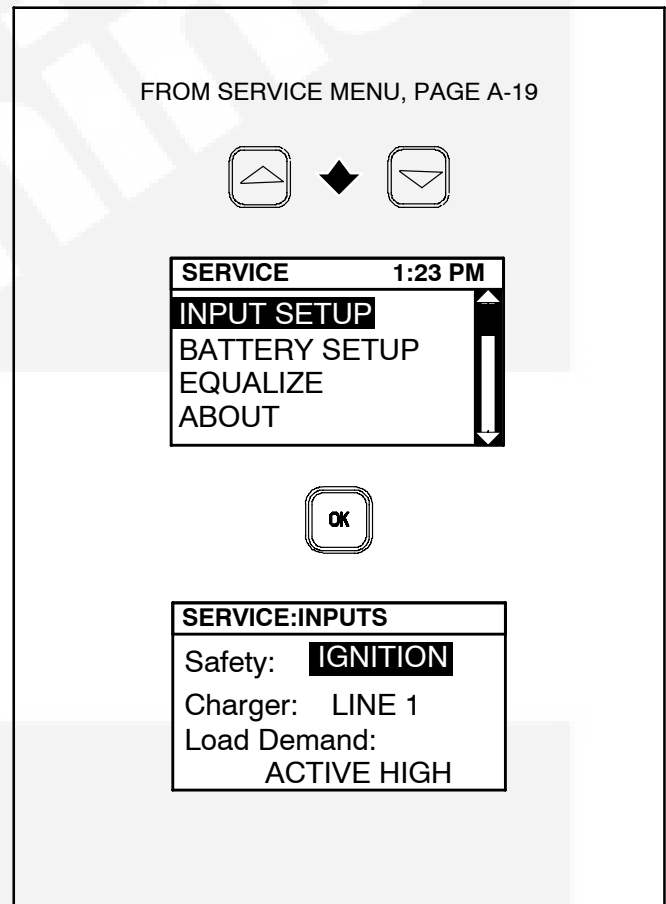 FROM SERVICE MENU, PAGE A-19
SERVICE 1:23 PM
INPUT SETUP
BATTERY SETUP
EQUALIZE
ABOUT
OK
SERVICE:INPUTS
Safety: IGNITION
Charger: LINE 1
Load Demand:
ACTIVE HIGH